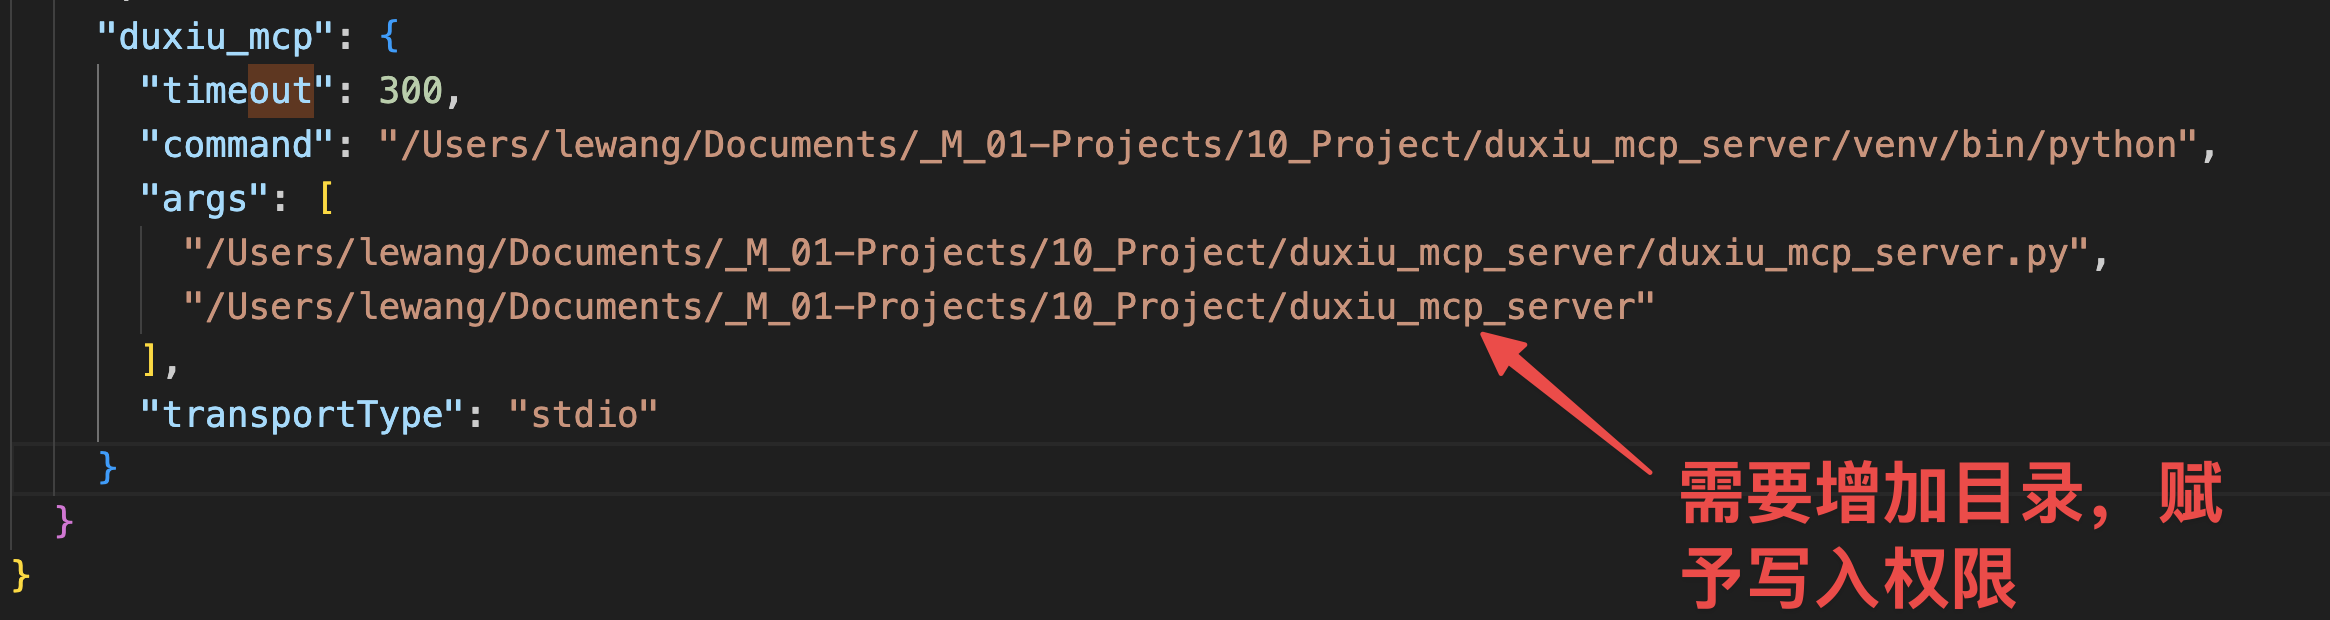 "duxiu_mcp": {
"timeout": 300,
"command": "/Users/lewang/Documents/_M_01-Projects/10_Project/duxiu_mcp_server/venv/bin/python",
"args": [
"/Users/lewang/Documents/_M_01-Projects/10_Project/duxiu_mcp_server/duxiu_mcp_server.py",
"/Users/lewang/Documents/_M_01-Projects/10_Project/duxiu_mcp_server"
],
"transportType": "stdio"
}
}
}
需要增加目录，赋
予写入权限